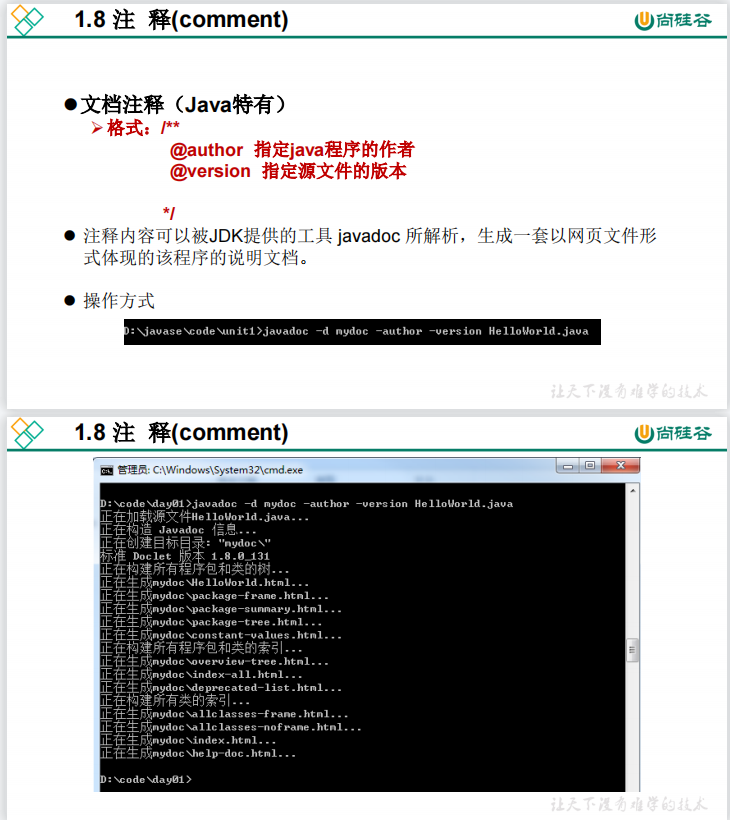 1.8 注 释(comment)
尚硅谷
文档注释（Java特有）
格式：/**
@author 指定java程序的作者
@version 指定源文件的版本
*/
注释内容可以被JDK提供的工具 javadoc 所解析，生成一套以网页文件形
式体现的该程序的说明文档。
操作方式
D:\javase\code\unit1>javadoc -d mydoc -author -version HelloWorld.java
让天下没有难学的技术
1.8 注 释(comment)
尚硅谷
管理员: C:\Windows\System32\cmd.exe
D:\code\day01>javadoc -d mydoc -author -version HelloWorld.java
正在加载源文件HelloWorld.java...
正在构造 Javadoc 信息...
正在创建目标目录: "mydoc\"
标准 Doclet 版本 1.8.0_131
正在构建所有程序包和类的树...
正在生成mydoc\HelloWorld.html...
正在生成mydoc\package-frame.html...
正在生成mydoc\package-summary.html...
正在生成mydoc\package-tree.html...
正在生成mydoc\constant-values.html...
正在构建所有程序包和类的索引...
正在生成mydoc\overview-tree.html...
正在生成mydoc\index-all.html...
正在生成mydoc\deprecated-list.html...
正在构建所有类的索引...
正在生成mydoc\allclasses-frame.html...
正在生成mydoc\allclasses-noframe.html...
正在生成mydoc\index.html...
正在生成mydoc\help-doc.html...
D:\code\day01>
让天下没有难学的技术